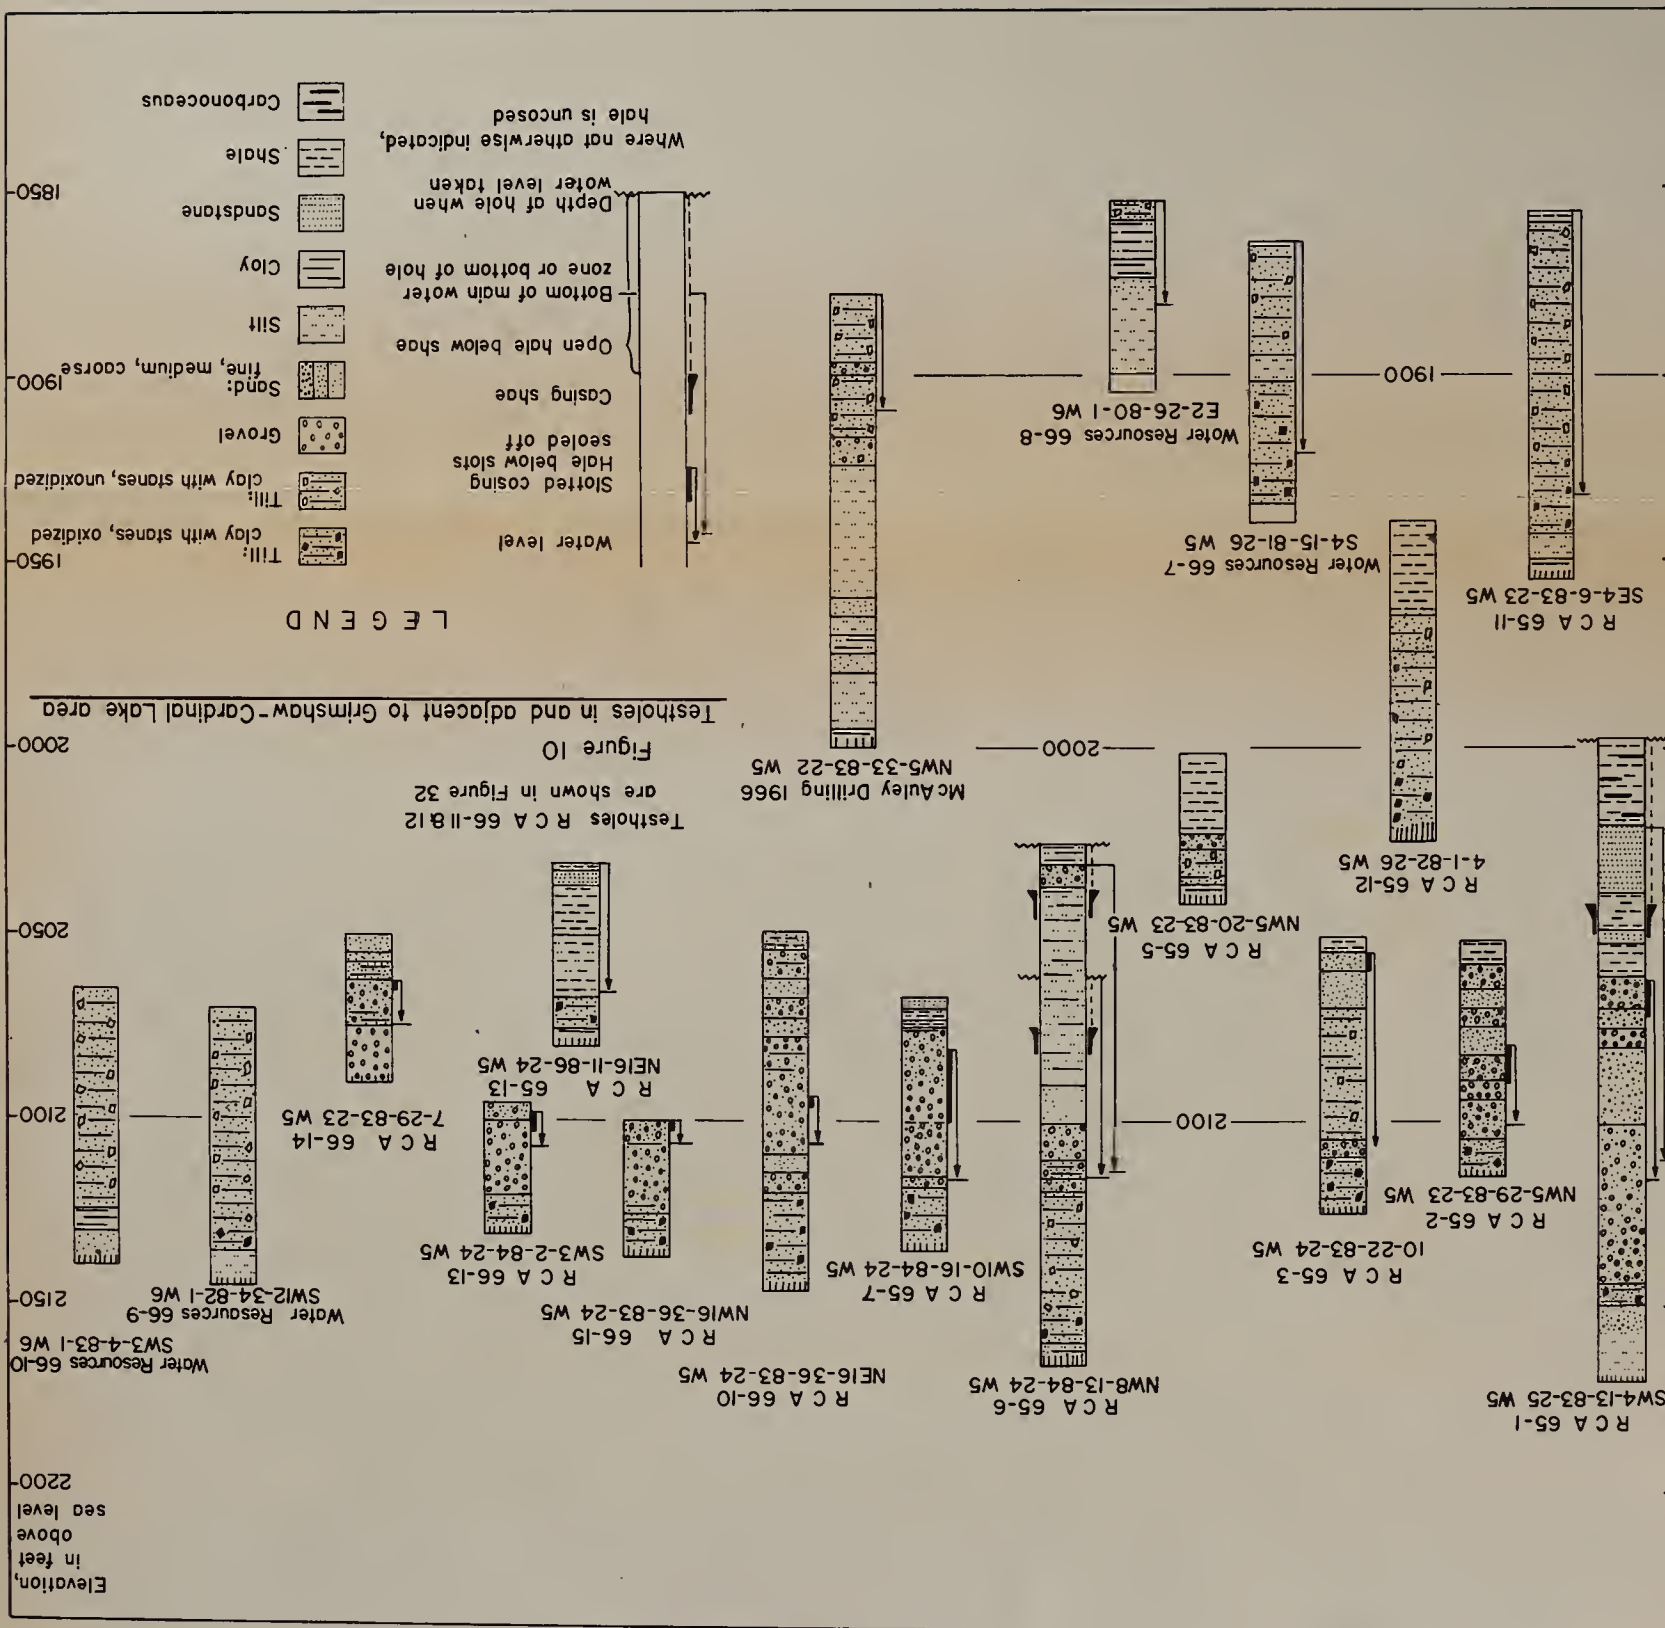 Elevation,
in feet
above
sea level
2200
2150
2100
2050
2000
1950
1900
1850
R C A 65-1
SW4-13-83-25 W5
R C A 65-2
NW5-29-83-23 W5
R C A 65-3
10-22-83-24 W5
R C A 65-6
NW8-13-84-24 W5
R C A 65-7
SW10-16-84-24 W5
R C A 66-10
NE16-36-83-24 W5
R C A 66-15
NW16-36-83-24 W5
R C A 66-13
SW3-2-84-24 W5
R C A 65-13
NE16-11-86-24 W5
R C A 66-14
7-29-83-23 W5
Water Resources 66-9
SW12-34-82-1 W6
Water Resources 66-10
SW3-4-83-1 W6
2100
R C A 65-11
SE4-6-83-23 W5
R C A 65-12
4-1-82-26 W5
R C A 65-5
NW5-20-83-23 W5
Water Resources 66-7
S4-15-81-26 W5
Water Resources 66-8
E2-26-80-1 W6
McAuley Drilling 1966
NW5-33-83-22 W5
2000
1900
Testholes R C A 66-11&12
are shown in Figure 32
Figure 10
Testholes in and adjacent to Grimshaw-Cardinal Lake area
LEGEND
Water level
Slotted casing
Hole below slots
sealed off
Casing shoe
Open hole below shoe
Bottom of main water
zone or bottom of hole
Depth of hole when
water level taken
Where not otherwise indicated,
hole is uncased
Till:
clay with stones, oxidized
Till:
clay with stones, unoxidized
Gravel
Sand:
fine, medium, coarse
Silt
Clay
Sandstone
Shale
Carbonaceous